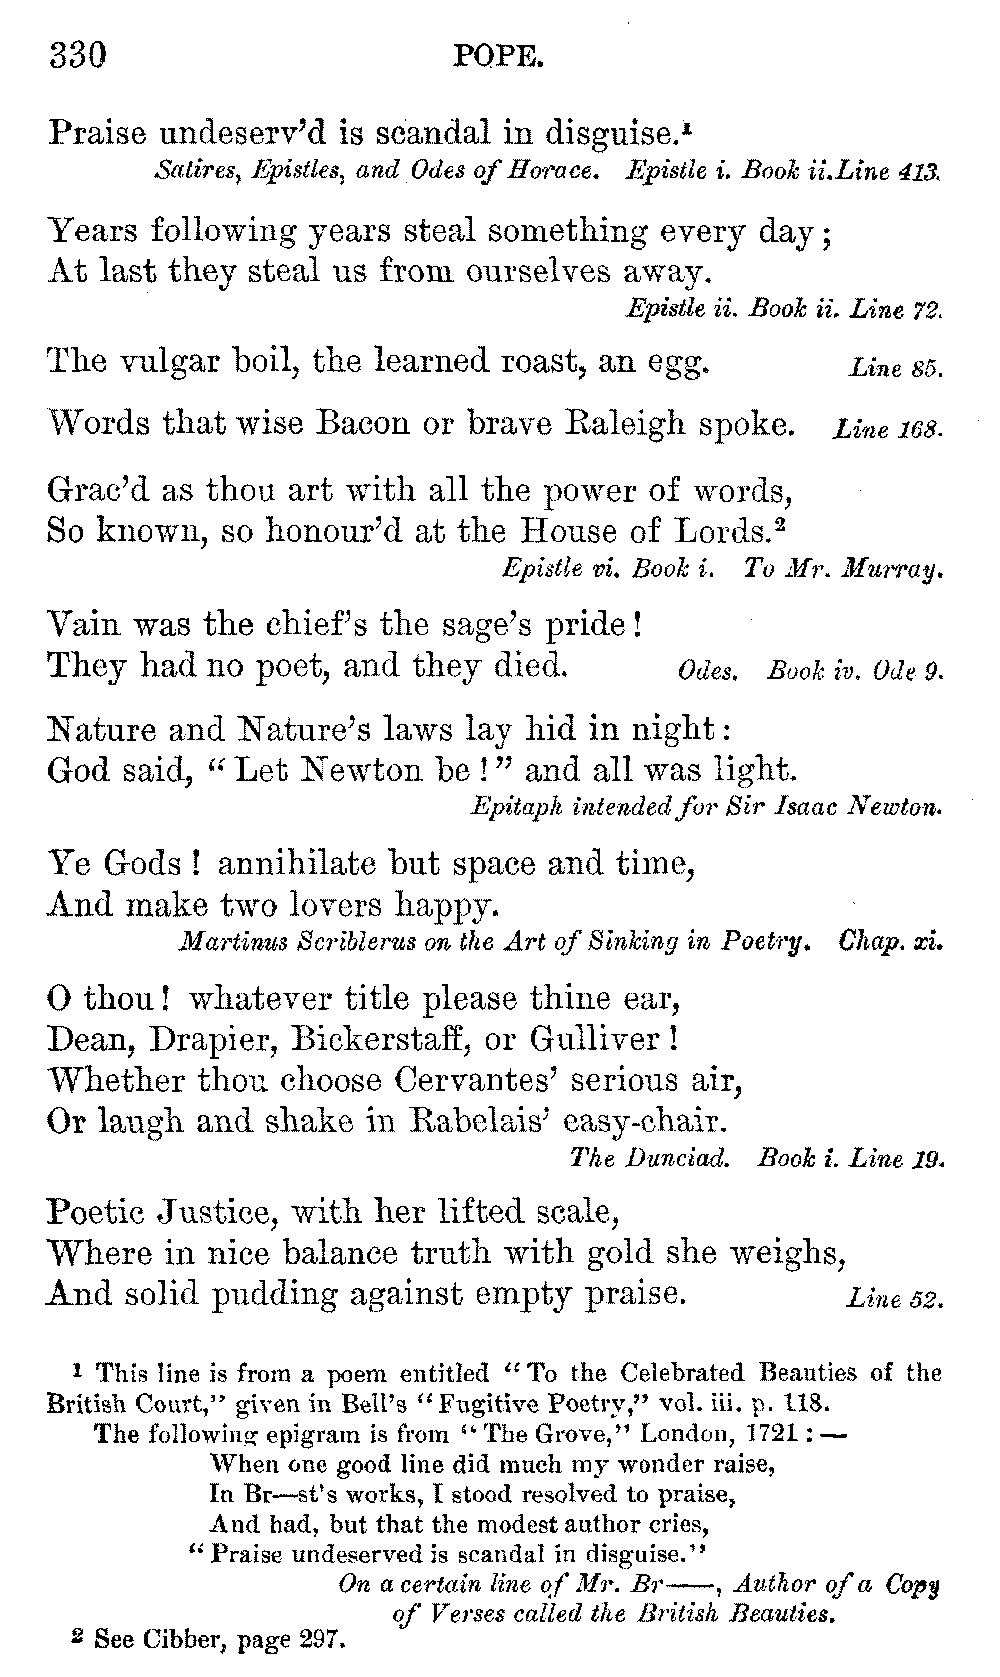 330 POPE.
Praise undeserv'd is scandal in disguise.¹
Satires, Epistles, and Odes of Horace. Epistle i. Book ii. Line 413.
Years following years steal something every day;
At last they steal us from ourselves away.
Epistle ii. Book ii. Line 72.
The vulgar boil, the learned roast, an egg. Line 85.
Words that wise Bacon or brave Raleigh spoke. Line 168.
Grac'd as thou art with all the power of words,
So known, so honour'd at the House of Lords.²
Epistle vi. Book i. To Mr. Murray.
Vain was the chief's the sage's pride!
They had no poet, and they died. Odes. Book iv. Ode 9.
Nature and Nature's laws lay hid in night:
God said, "Let Newton be!" and all was light.
Epitaph intended for Sir Isaac Newton.
Ye Gods! annihilate but space and time,
And make two lovers happy.
Martinus Scriblerus on the Art of Sinking in Poetry. Chap. xi.
O thou! whatever title please thine ear,
Dean, Drapier, Bickerstaff, or Gulliver!
Whether thou choose Cervantes' serious air,
Or laugh and shake in Rabelais' easy-chair.
The Dunciad. Book i. Line 19.
Poetic Justice, with her lifted scale,
Where in nice balance truth with gold she weighs,
And solid pudding against empty praise. Line 52.
¹ This line is from a poem entitled "To the Celebrated Beauties of the
British Court," given in Bell's "Fugitive Poetry," vol. iii. p. 118.
The following epigram is from "The Grove," London, 1721:—
When one good line did much my wonder raise,
In Br—st's works, I stood resolved to praise,
And had, but that the modest author cries,
"Praise undeserved is scandal in disguise."
On a certain line of Mr. Br——, Author of a Copy
of Verses called the British Beauties.
² See Cibber, page 297.